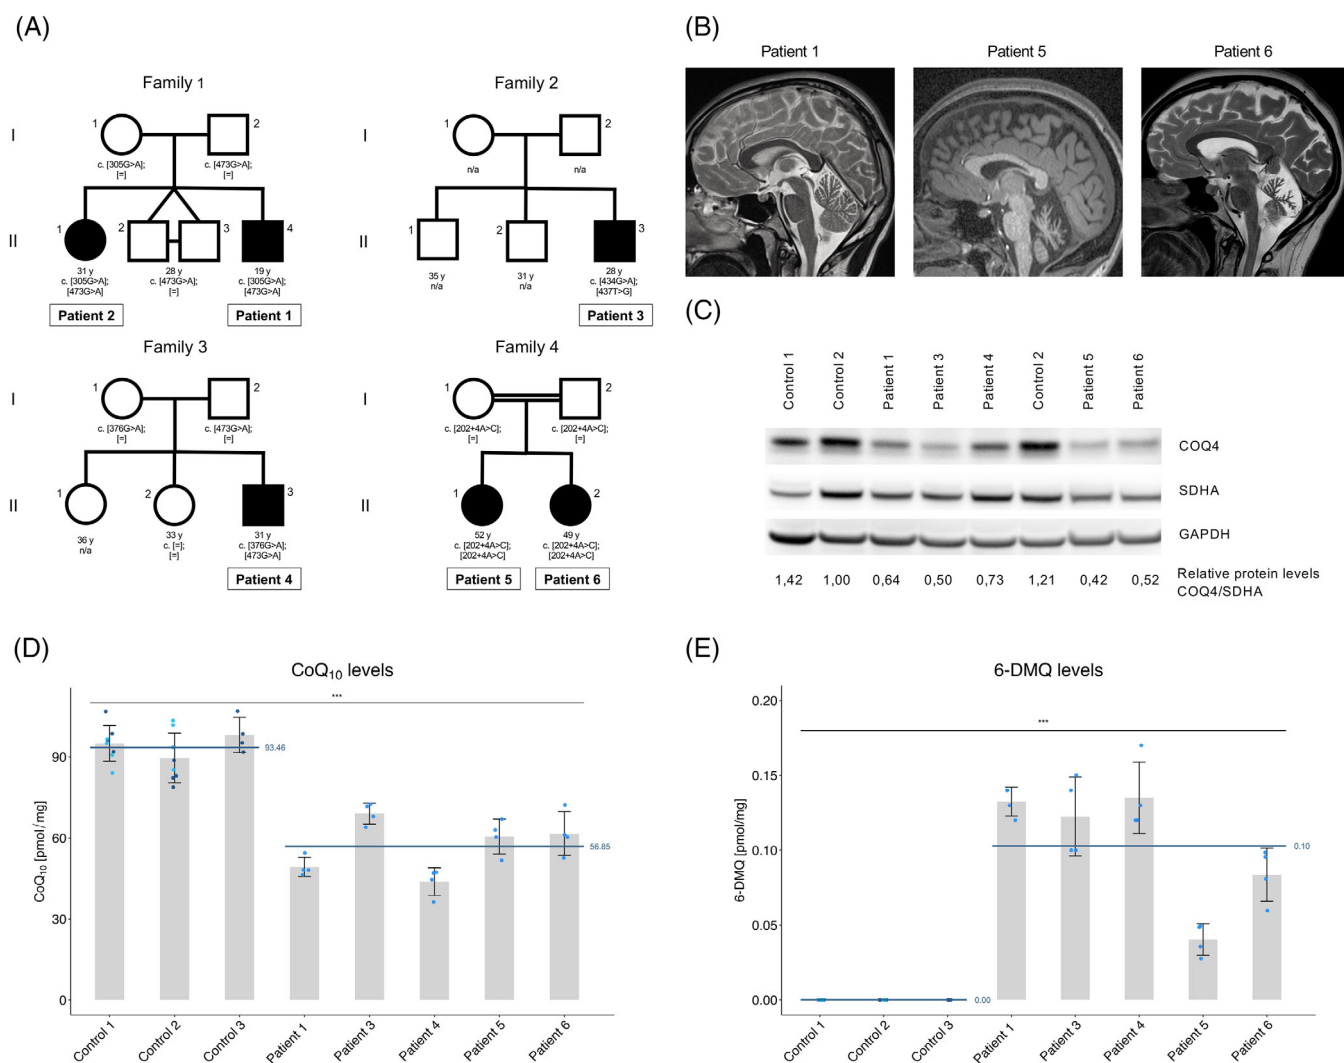 (A)
Family 1
Family 2
I
1
2
c. [305G>A];
[=]
c. [473G>A];
[=]
I
1
2
n/a
n/a
II
1
2
3
4
31 y
c. [305G>A];
[473G>A]
28 y
c. [473G>A];
[=]
19 y
c. [305G>A];
[473G>A]
Patient 2
Patient 1
II
1
2
3
35 y
n/a
31 y
n/a
28 y
c. [434G>A];
[437T>G]
Patient 3
Family 3
Family 4
I
1
2
c. [376G>A];
[=]
c. [473G>A];
[=]
I
1
2
c. [202+4A>C];
[=]
c. [202+4A>C];
[=]
II
1
2
3
36 y
n/a
33 y
c. [=];
[=]
31 y
c. [376G>A];
[473G>A]
Patient 4
II
1
2
52 y
c. [202+4A>C];
[202+4A>C]
49 y
c. [202+4A>C];
[202+4A>C]
Patient 5
Patient 6
(B)
Patient 1
Patient 5
Patient 6
(C)
Control 1
Control 2
Patient 1
Patient 3
Patient 4
Control 2
Patient 5
Patient 6
COQ4
SDHA
GAPDH
1,42 1,00 0,64 0,50 0,73 1,21 0,42 0,52
Relative protein levels
COQ4/SDHA
(D)
CoQ₁₀ levels
***
93.46
56.85
CoQ₁₀ [pmol/mg]
90
60
30
0
Control 1
Control 2
Control 3
Patient 1
Patient 3
Patient 4
Patient 5
Patient 6
(E)
6-DMQ levels
***
0.00
0.10
6-DMQ [pmol/mg]
0.20
0.15
0.10
0.05
0.00
Control 1
Control 2
Control 3
Patient 1
Patient 3
Patient 4
Patient 5
Patient 6